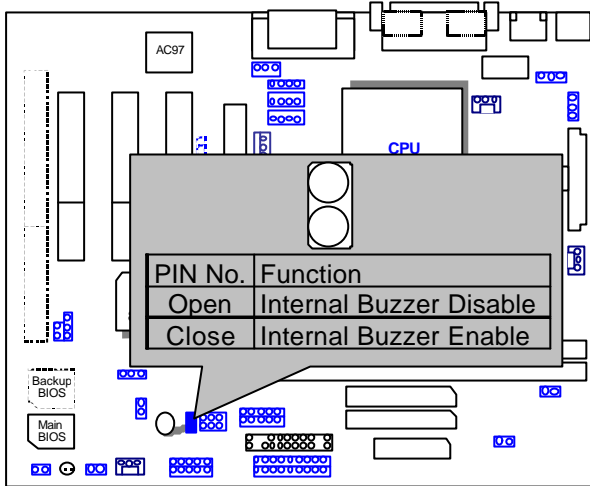 AC97
CPU
PIN No. Function
Open Internal Buzzer Disable
Close Internal Buzzer Enable
Backup
BIOS
Main
BIOS